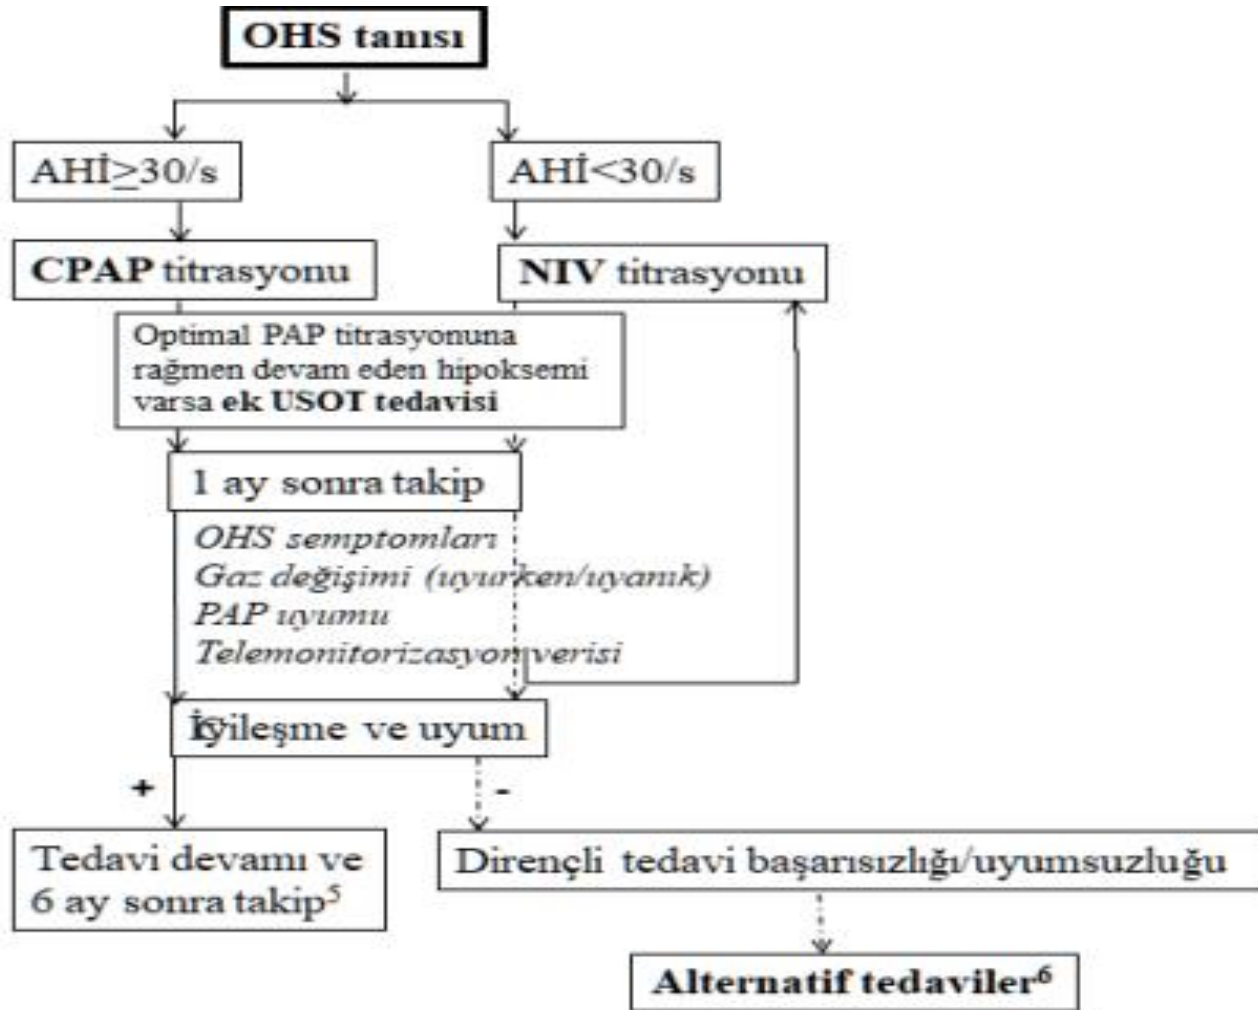 OHS tanısı
AHİ≥30/s
AHİ<30/s
CPAP titrasyonu
NIV titrasyonu
Optimal PAP titrasyonuna
rağmen devam eden hipoksemi
varsa ek USOT tedavisi
1 ay sonra takip
OHS semptomları
Gaz değişimi (uyurken/uyanık)
PAP uyumu
Telemonitorizasyon verisi
İyileşme ve uyum
+
-
Tedavi devamı ve
6 ay sonra takip⁵
Dirençli tedavi başarısızlığı/uyumsuzluğu
Alternatif tedaviler⁶